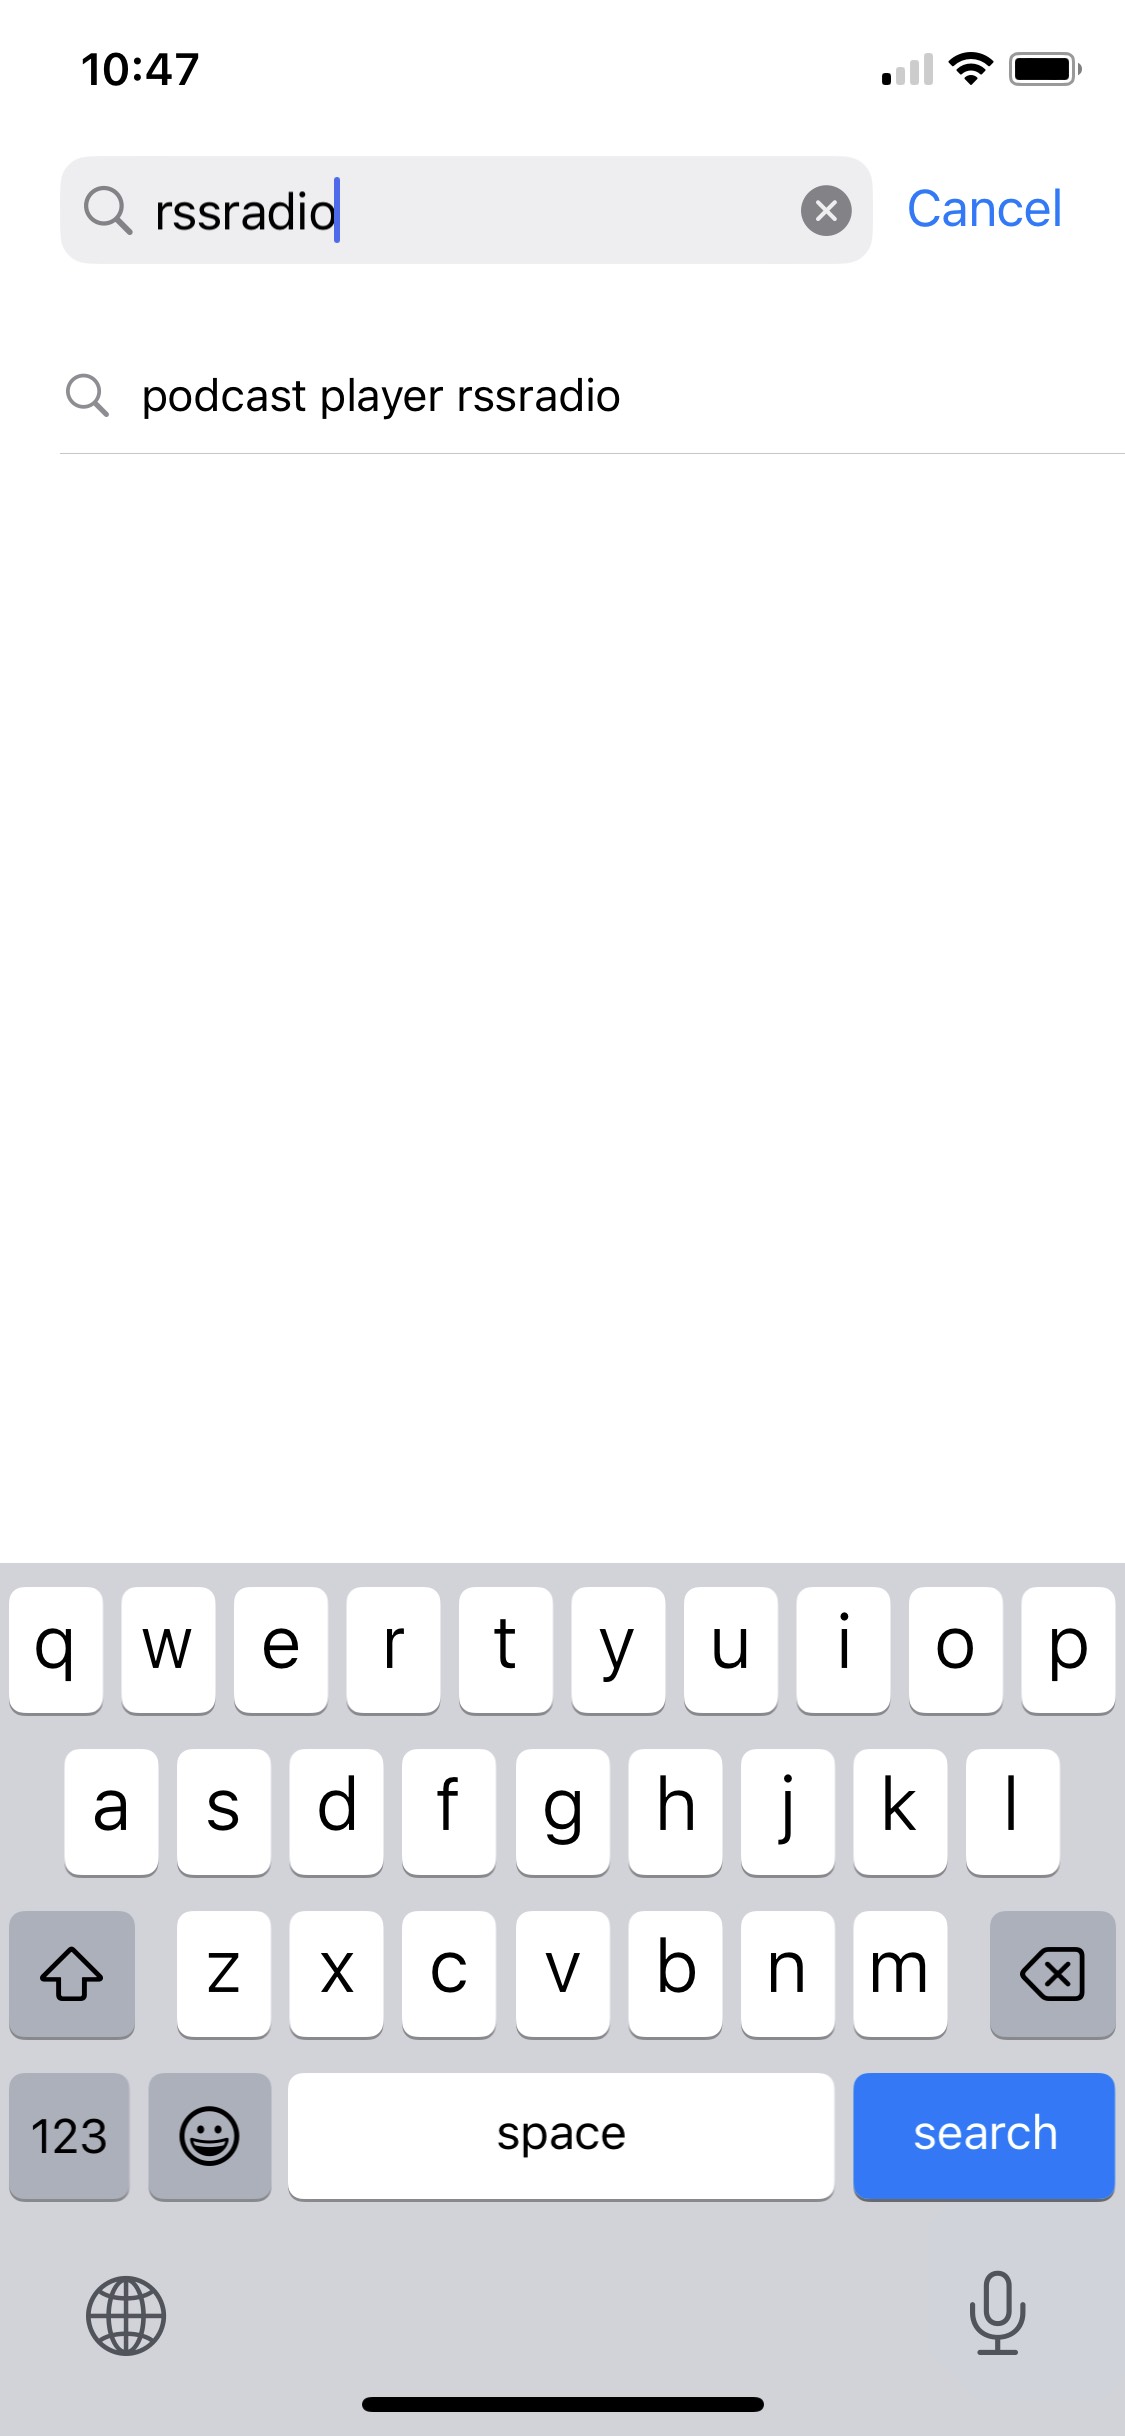 10:47
rssradio
Cancel
podcast player rssradio
q w e r t y u i o p
a s d f g h j k l
z x c v b n m
123 space search